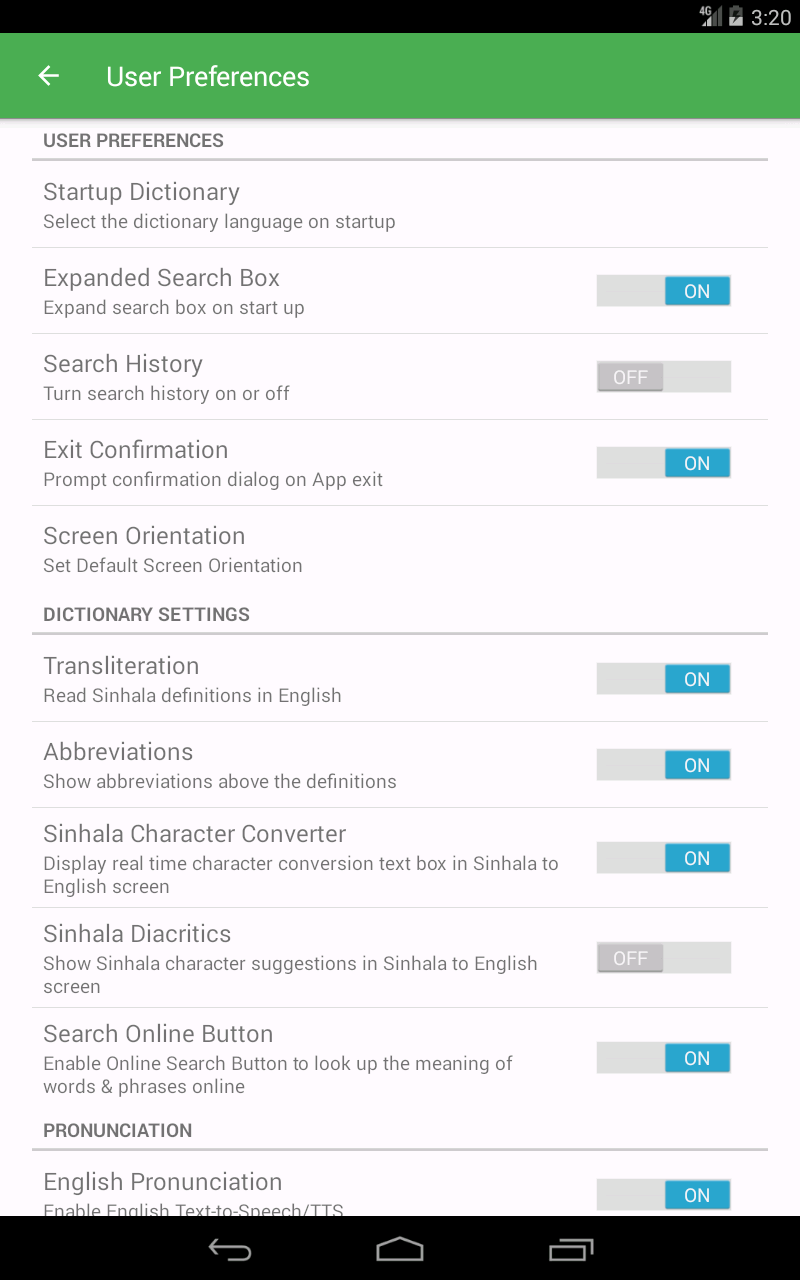 4G 3:20
User Preferences
USER PREFERENCES
Startup Dictionary
Select the dictionary language on startup
Expanded Search Box
Expand search box on start up
ON
Search History
Turn search history on or off
OFF
Exit Confirmation
Prompt confirmation dialog on App exit
ON
Screen Orientation
Set Default Screen Orientation
DICTIONARY SETTINGS
Transliteration
Read Sinhala definitions in English
ON
Abbreviations
Show abbreviations above the definitions
ON
Sinhala Character Converter
Display real time character conversion text box in Sinhala to
English screen
ON
Sinhala Diacritics
Show Sinhala character suggestions in Sinhala to English
screen
OFF
Search Online Button
Enable Online Search Button to look up the meaning of
words & phrases online
ON
PRONUNCIATION
English Pronunciation
Enable English Text-to-Speech/TTS
ON